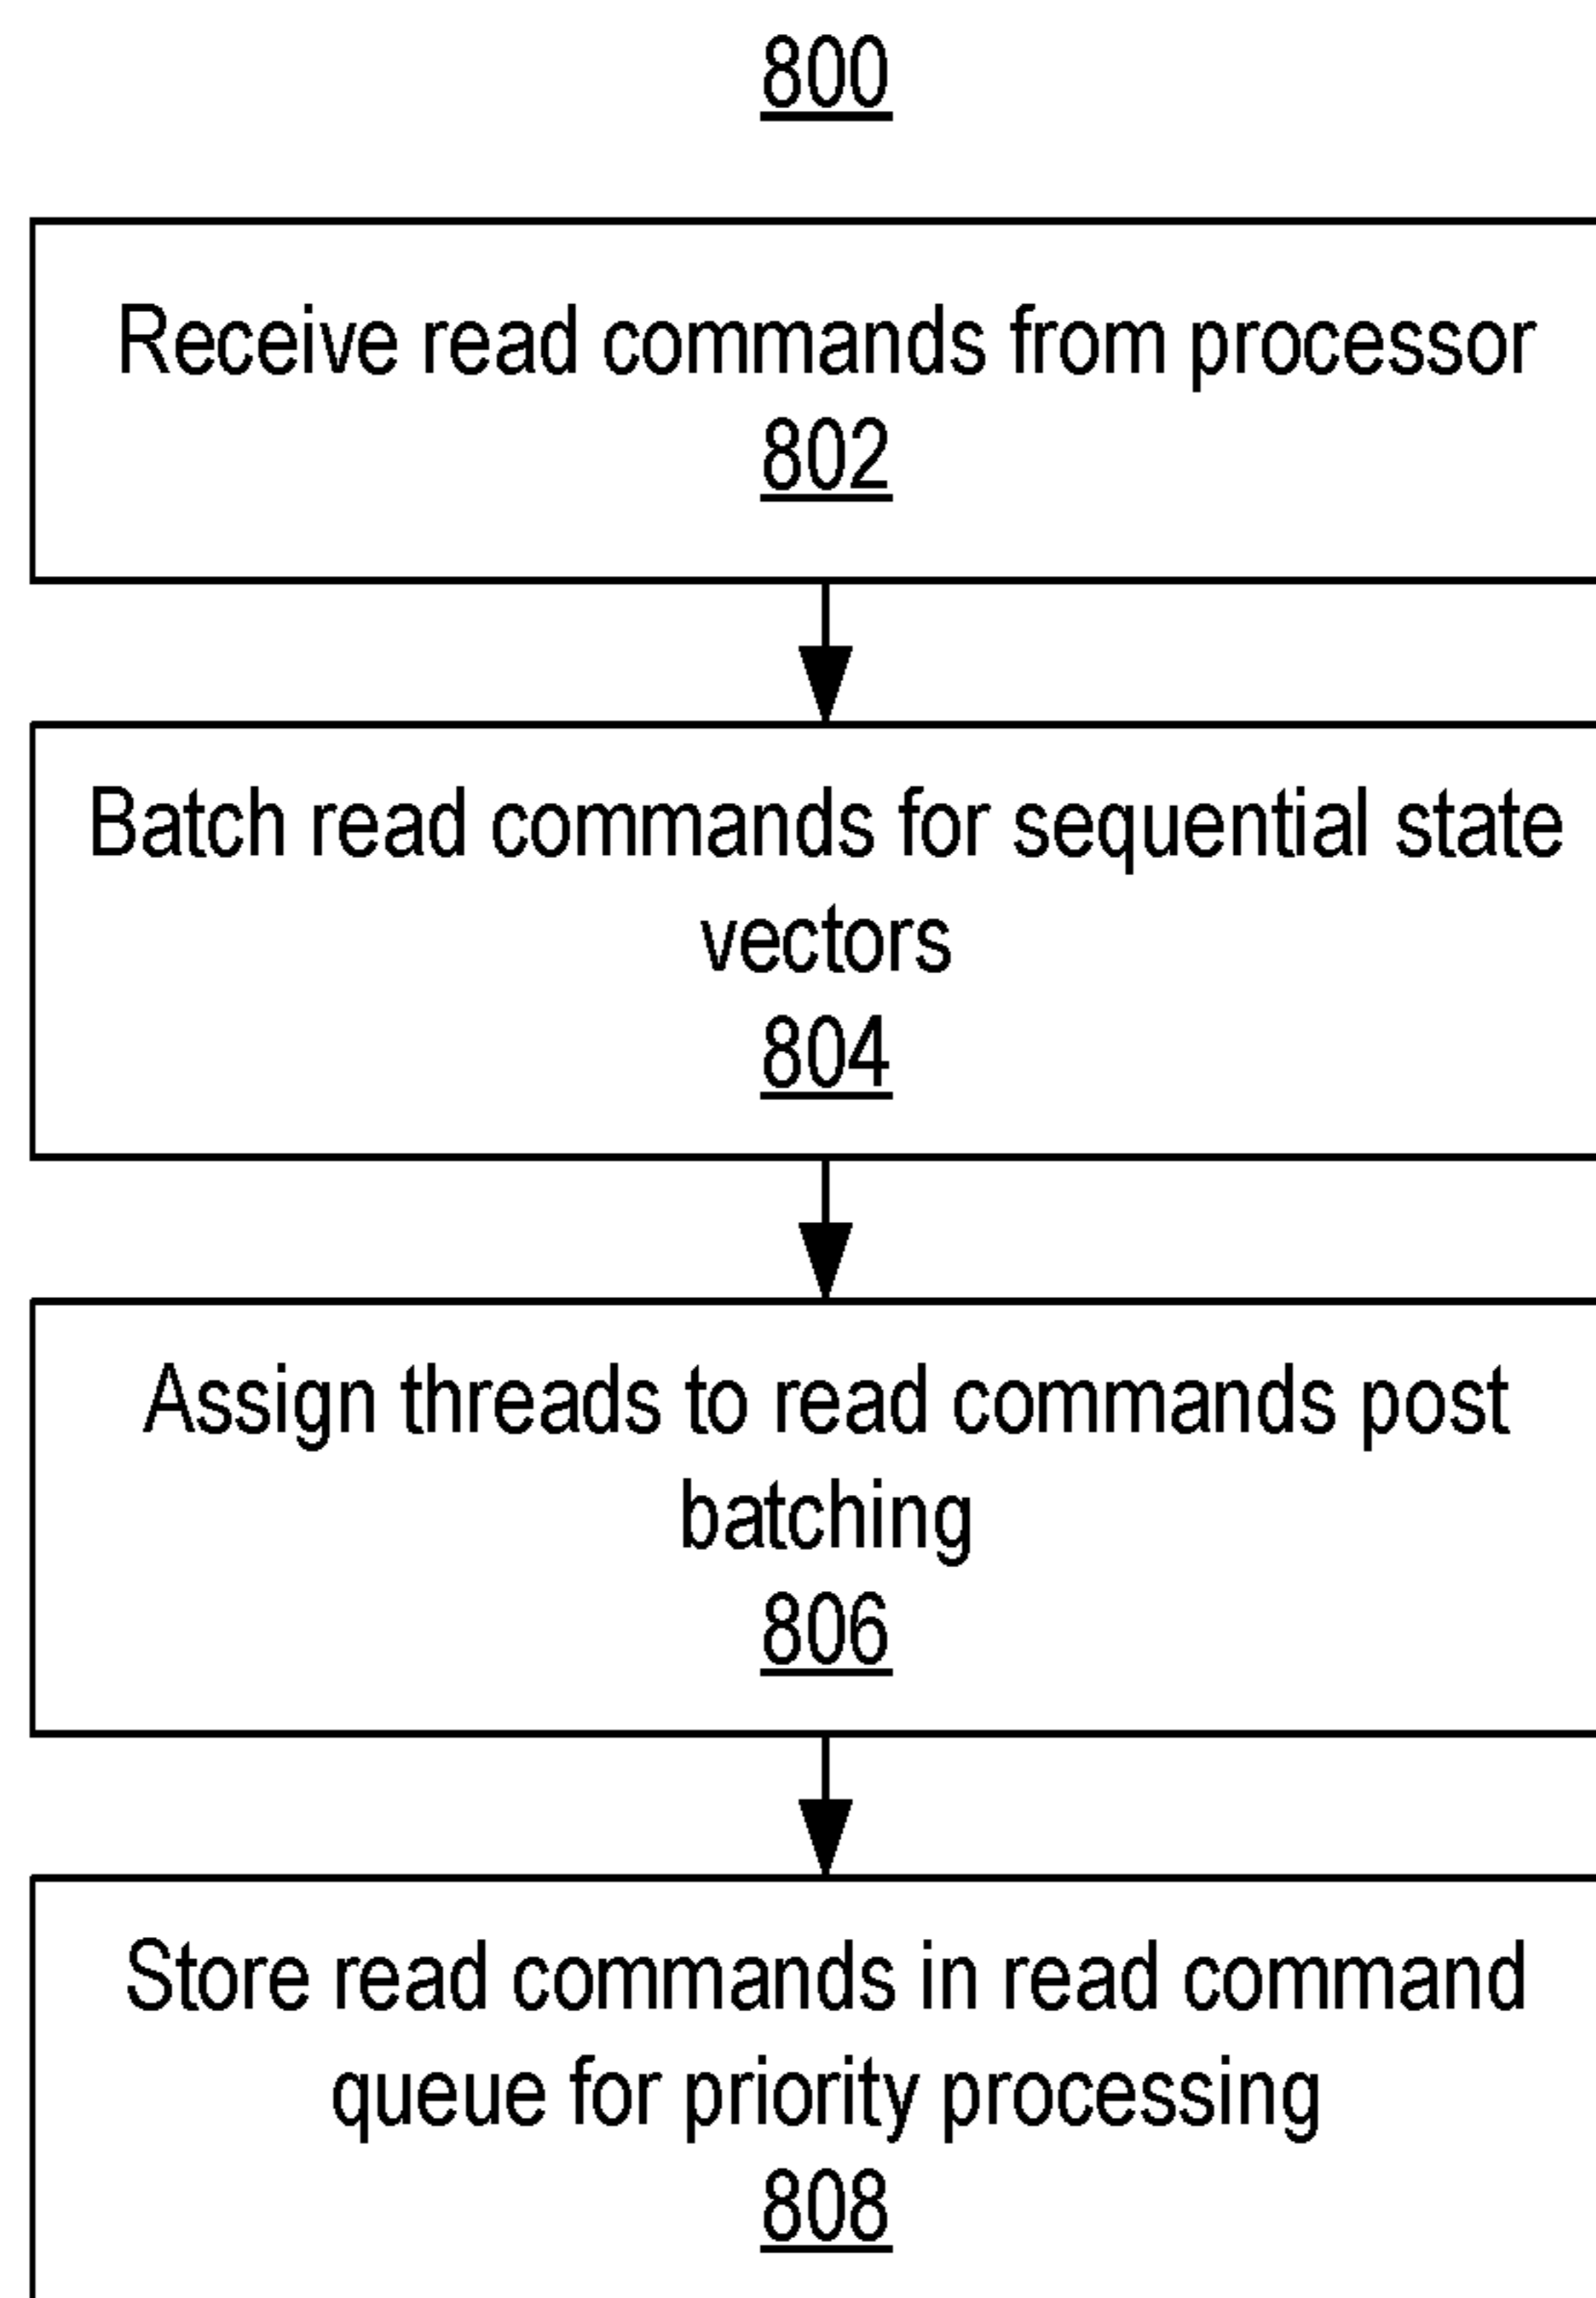 800
Receive read commands from processor
802
Batch read commands for sequential state
vectors
804
Assign threads to read commands post
batching
806
Store read commands in read command
queue for priority processing
808